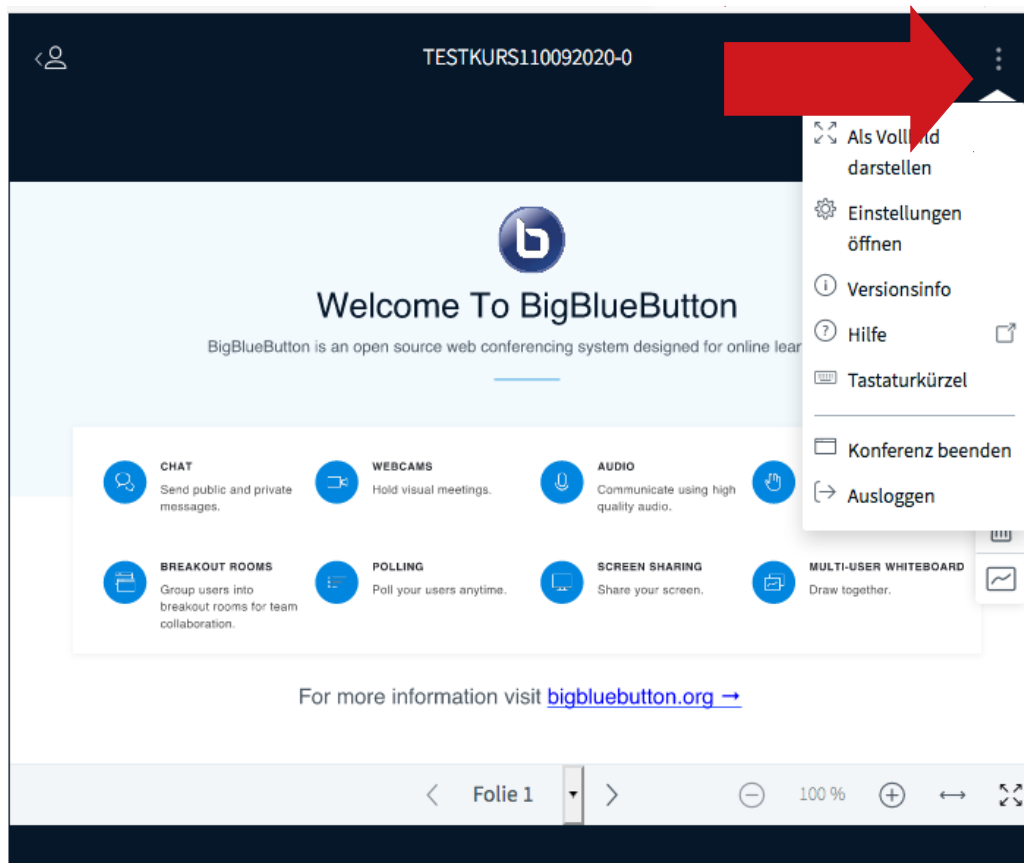 TESTKURS110092020-0
Als Vollbild
darstellen
Einstellungen
öffnen
Versionsinfo
Hilfe
Tastaturkürzel
Konferenz beenden
Ausloggen
Welcome To BigBlueButton
BigBlueButton is an open source web conferencing system designed for online
CHAT
Send public and private
messages.
WEBCAMS
Hold visual meetings.
AUDIO
Communicate using high
quality audio.
BREAKOUT ROOMS
Group users into
breakout rooms for team
collaboration.
POLLING
Poll your users anytime.
SCREEN SHARING
Share your screen.
MULTI-USER WHITEBOARD
Draw together.
For more information visit bigbluebutton.org →
Folie 1
100 %